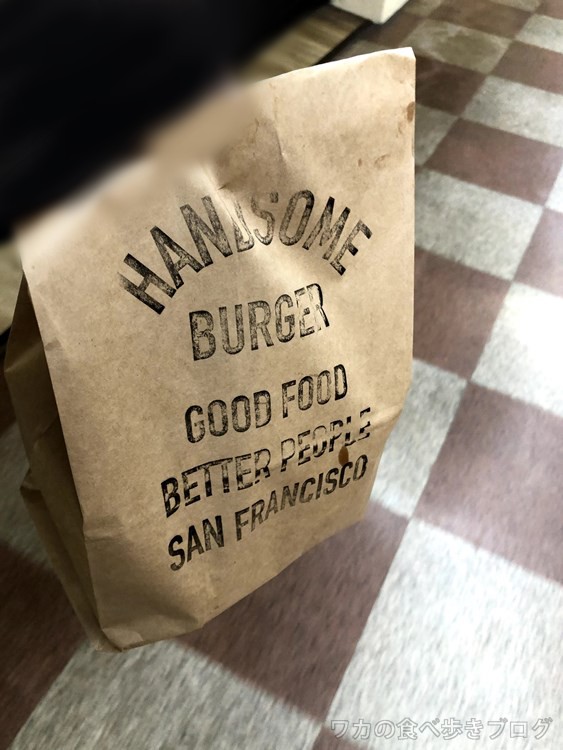 HANDSOME
BURGER
GOOD FOOD
BETTER PEOPLE
SAN FRANCISCO
ワカの食べ歩きブログ